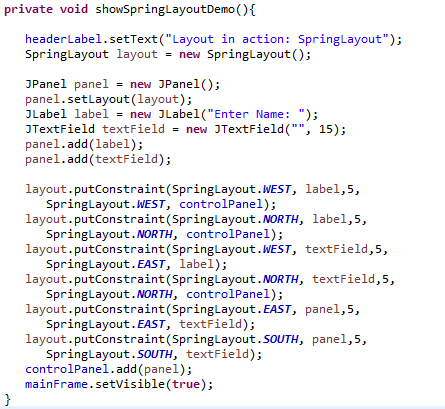 private void showSpringLayoutDemo(){
headerLabel.setText("Layout in action: SpringLayout");
SpringLayout layout = new SpringLayout();
JPanel panel = new JPanel();
panel.setLayout(layout);
JLabel label = new JLabel("Enter Name: ");
JTextField textField = new JTextField("", 15);
panel.add(label);
panel.add(textField);
layout.putConstraint(SpringLayout.WEST, label,5,
SpringLayout.WEST, controlPanel);
layout.putConstraint(SpringLayout.NORTH, label,5,
SpringLayout.NORTH, controlPanel);
layout.putConstraint(SpringLayout.WEST, textField,5,
SpringLayout.EAST, label);
layout.putConstraint(SpringLayout.NORTH, textField,5,
SpringLayout.NORTH, controlPanel);
layout.putConstraint(SpringLayout.EAST, panel,5,
SpringLayout.EAST, textField);
layout.putConstraint(SpringLayout.SOUTH, panel,5,
SpringLayout.SOUTH, textField);
controlPanel.add(panel);
mainFrame.setVisible(true);
}